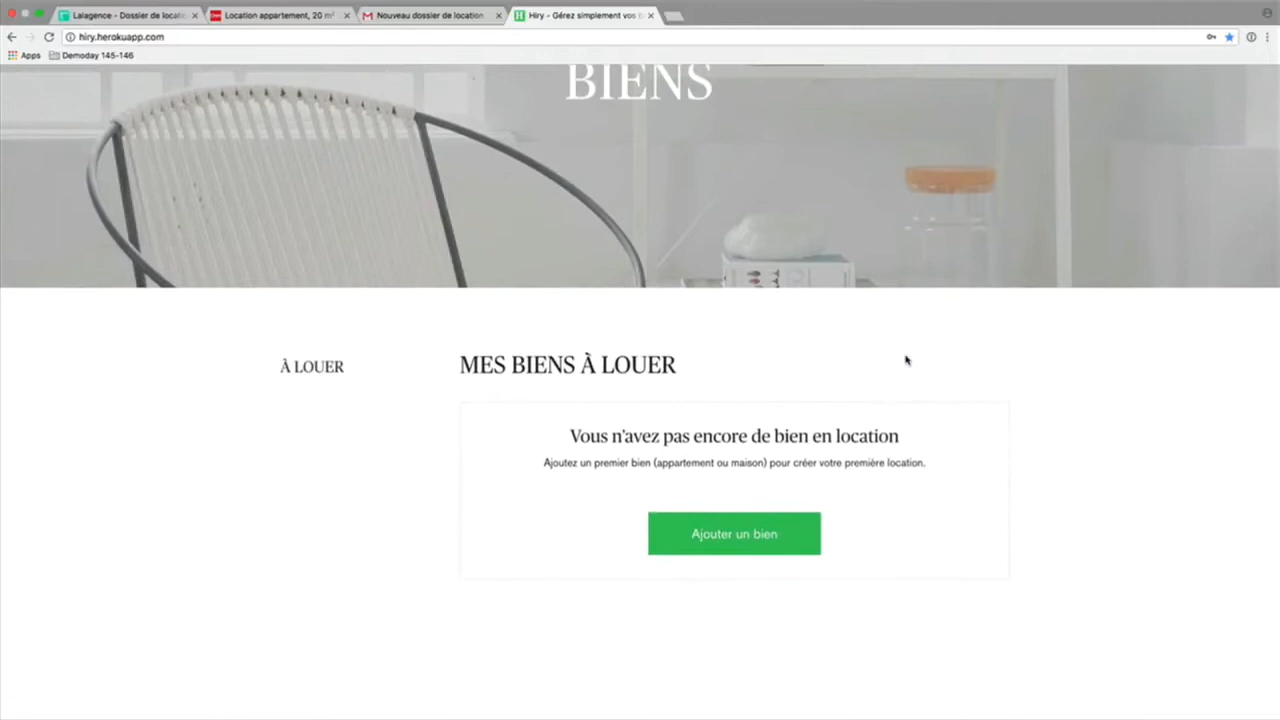 Lalagence - Dossier de locatio
Location appartement, 20 m²
Nouveau dossier de location
Hiry - Gérez simplement vos b
hiry.herokuapp.com
Apps
Demoday 145-146
BIENS
À LOUER
MES BIENS À LOUER
Vous n'avez pas encore de bien en location
Ajoutez un premier bien (appartement ou maison) pour créer votre première location.
Ajouter un bien